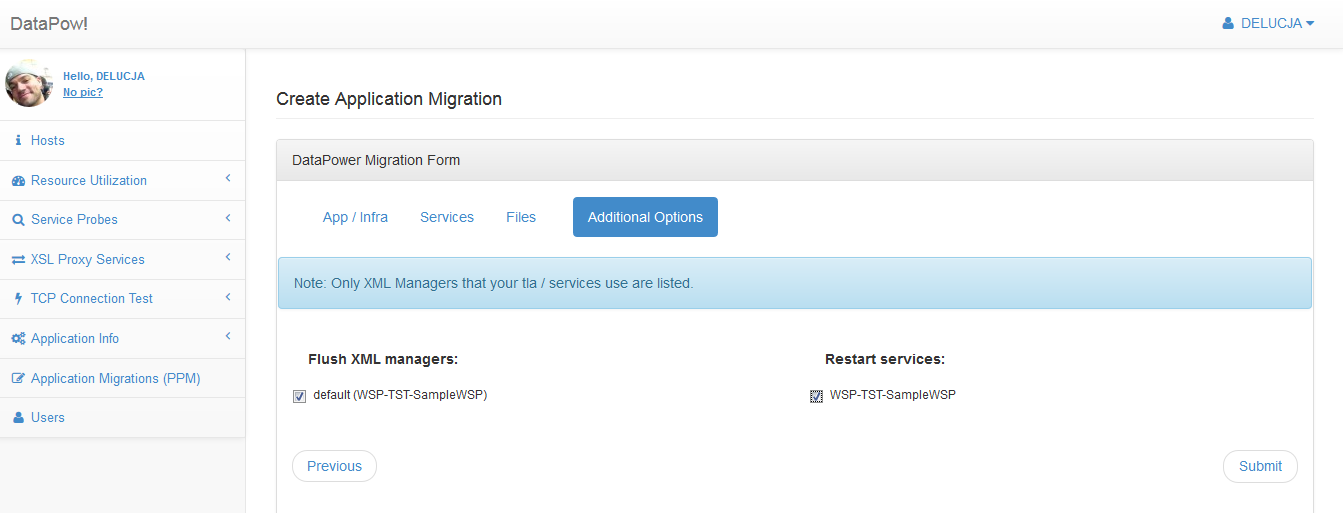 DataPow!
DELUCJA
Hello, DELUCJA
No pic?
Hosts
Resource Utilization
Service Probes
XSL Proxy Services
TCP Connection Test
Application Info
Application Migrations (PPM)
Users
Create Application Migration
DataPower Migration Form
App / Infra Services Files Additional Options
Note: Only XML Managers that your tla / services use are listed.
Flush XML managers: Restart services:
default (WSP-TST-SampleWSP) WSP-TST-SampleWSP
Previous Submit